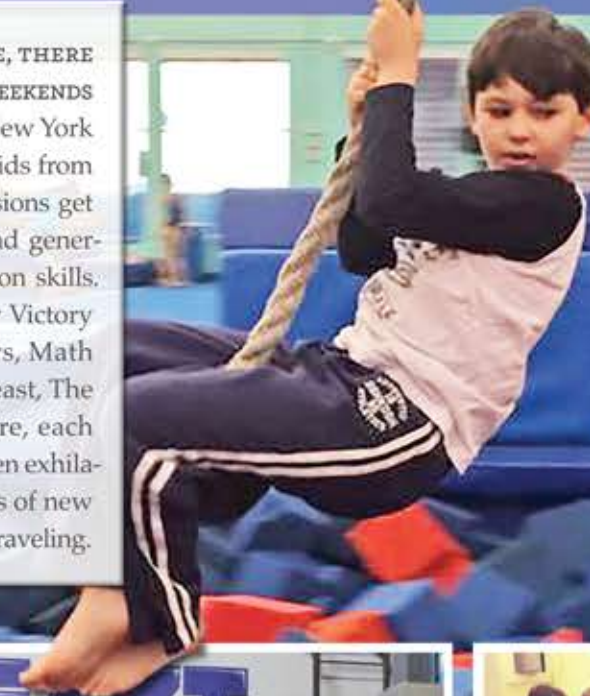 E, THERE
EEKENDS
ew York
ids from
sions get
nd gener-
on skills.
Victory
s, Math
east, The
re, each
en exhila-
s of new
raveling.